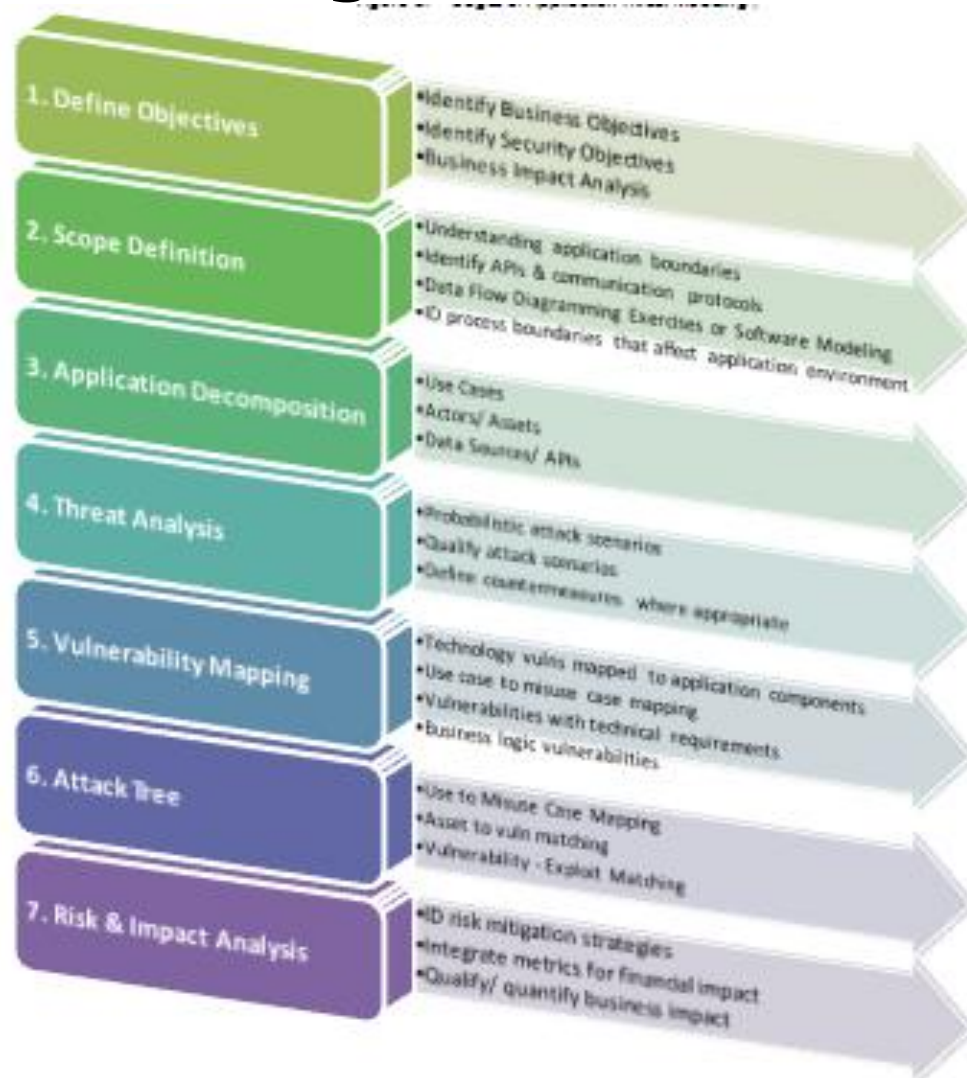 1. Define Objectives
•Identify Business Objectives
•Identify Security Objectives
•Business Impact Analysis
2. Scope Definition
•Understanding application boundaries
•Identify APIs & communication protocols
•Data Flow Diagramming Exercises or Software Modeling
•ID process boundaries that affect application environment
3. Application Decomposition
•Use Cases
•Actors/ Assets
•Data Sources/ APIs
4. Threat Analysis
•Probabilistic attack scenarios
•Qualify attack scenarios
•Define countermeasures where appropriate
5. Vulnerability Mapping
•Technology vulns mapped to application components
•Use case to misuse case mapping
•Vulnerabilities with technical requirements
•Business logic vulnerabilities
6. Attack Tree
•Use to Misuse Case Mapping
•Asset to vuln matching
•Vulnerability - Exploit Matching
7. Risk & Impact Analysis
•ID risk mitigation strategies
•Integrate metrics for financial impact
•Qualify/ quantify business impact